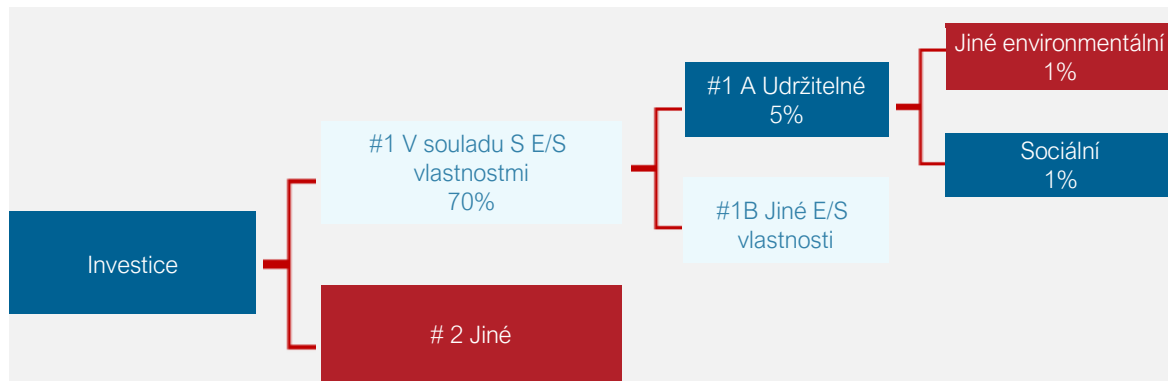 Investice
#1 V souladu S E/S
vlastnostmi
70%
# 2 Jiné
#1 A Udržitelné
5%
#1B Jiné E/S
vlastnosti
Jiné environmentální
1%
Sociální
1%